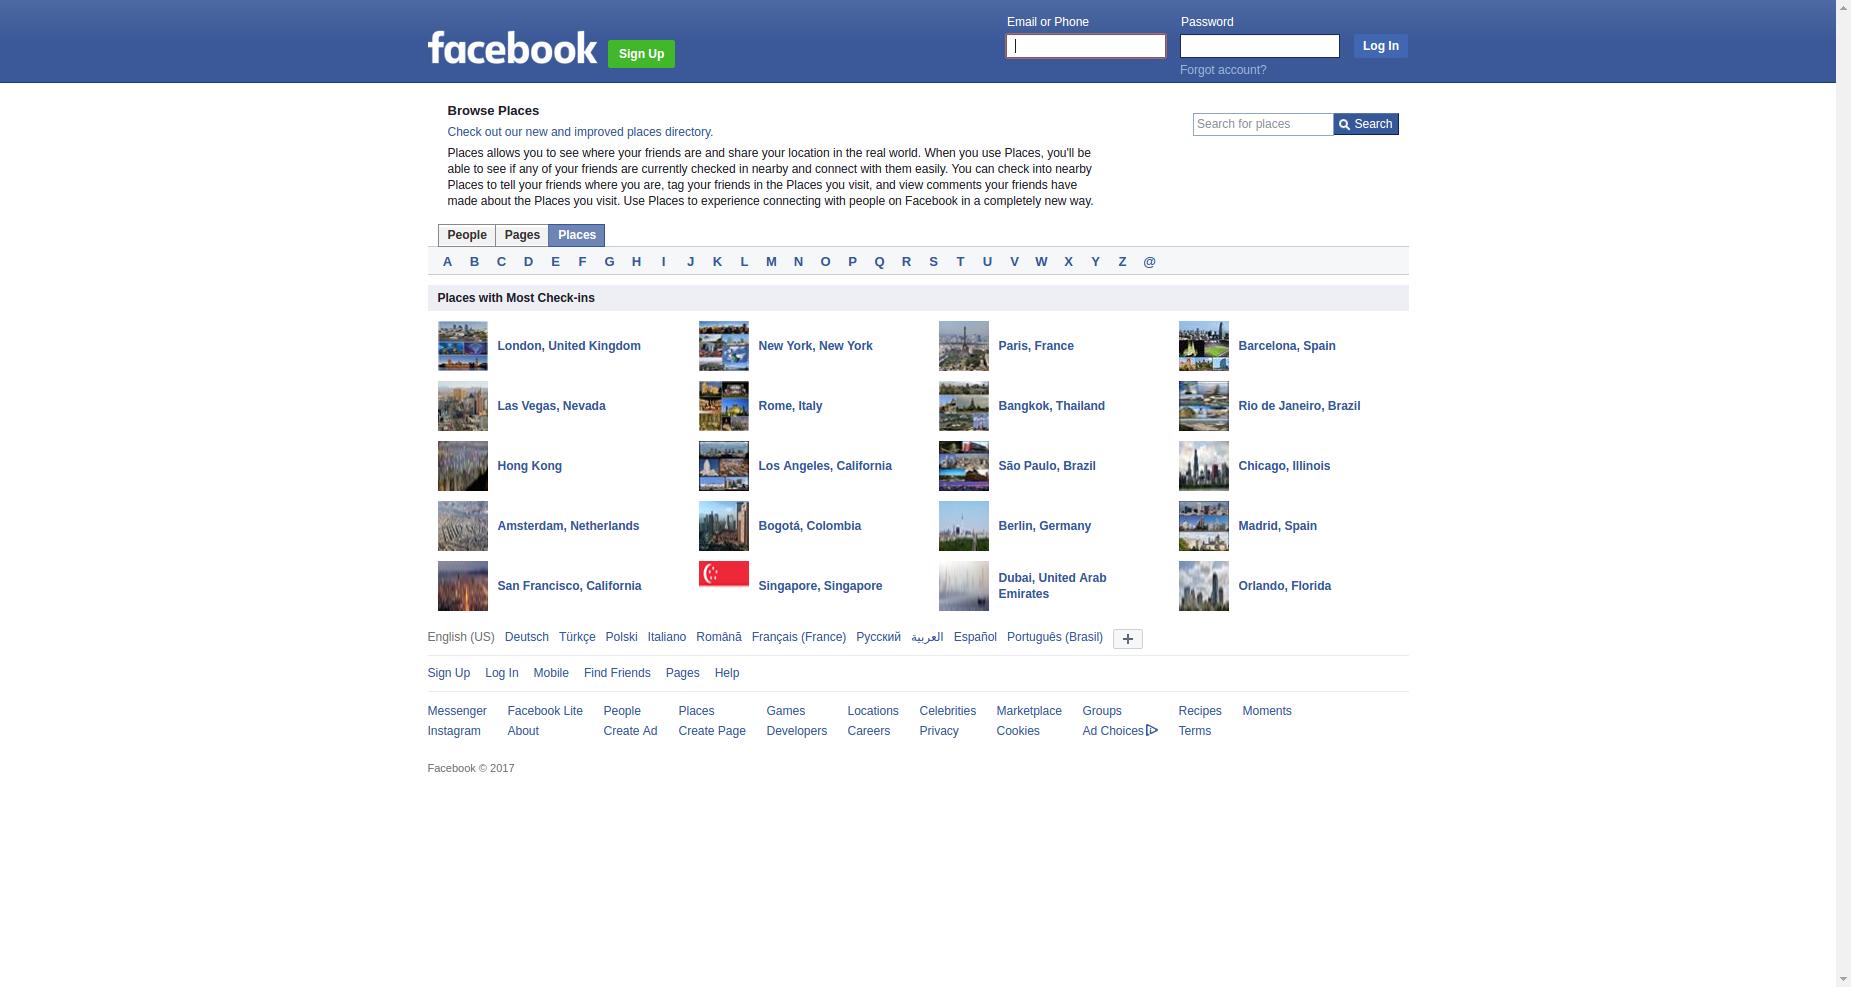 facebook
Sign Up
Email or Phone
Password
Log In
Forgot account?
Browse Places
Check out our new and improved places directory.
Places allows you to see where your friends are and share your location in the real world. When you use Places, you'll be
able to see if any of your friends are currently checked in nearby and connect with them easily. You can check into nearby
Places to tell your friends where you are, tag your friends in the Places you visit, and view comments your friends have
made about the Places you visit. Use Places to experience connecting with people on Facebook in a completely new way.
Search for places
Search
People Pages Places
A B C D E F G H I J K L M N O P Q R S T U V W X Y Z @
Places with Most Check-ins
London, United Kingdom
New York, New York
Paris, France
Barcelona, Spain
Las Vegas, Nevada
Rome, Italy
Bangkok, Thailand
Rio de Janeiro, Brazil
Hong Kong
Los Angeles, California
São Paulo, Brazil
Chicago, Illinois
Amsterdam, Netherlands
Bogotá, Colombia
Berlin, Germany
Madrid, Spain
San Francisco, California
Singapore, Singapore
Dubai, United Arab
Emirates
Orlando, Florida
English (US) Deutsch Türkçe Polski Italiano Română Français (France) Русский العربية Español Português (Brasil)
Sign Up Log In Mobile Find Friends Pages Help
Messenger Facebook Lite People Places Games Locations Celebrities Marketplace Groups Recipes Moments
Instagram About Create Ad Create Page Developers Careers Privacy Cookies Ad Choices Terms
Facebook © 2017